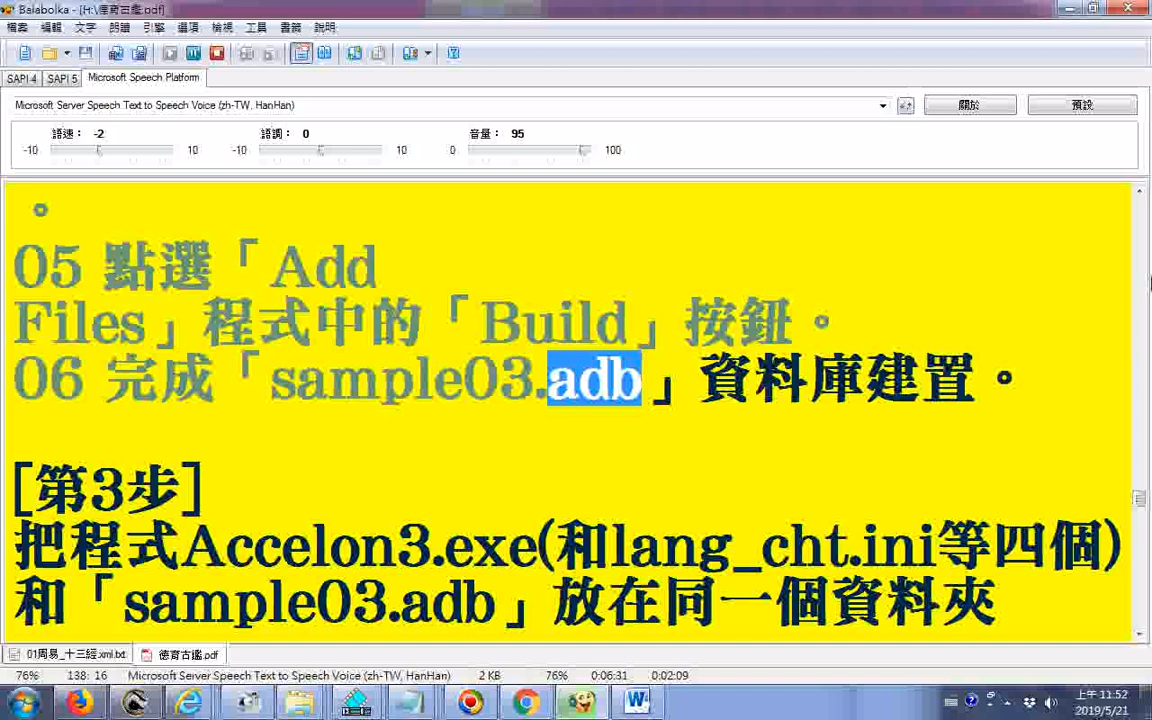 Balabolka - [H:\德育古鑑.pdf]
檔案 編輯 文字 朗讀 引擎 選項 檢視 工具 書籤 說明
SAPI 4 SAPI 5 Microsoft Speech Platform
Microsoft Server Speech Text to Speech Voice (zh-TW, HanHan) 關於 預設
語速： -2 語調： 0 音量： 95
-10 10 -10 10 0 100
。
05 點選「Add
Files」程式中的「Build」按鈕。
06 完成「sample03.adb」資料庫建置。
[第3步]
把程式Accelon3.exe(和lang_cht.ini等四個)
和「sample03.adb」放在同一個資料夾
01周易_十三經.xml.txt 德育古鑑.pdf
76% 138: 16 Microsoft Server Speech Text to Speech Voice (zh-TW, HanHan) 2 KB 76% 0:06:31 0:02:09
上午 11:52
2019/5/21